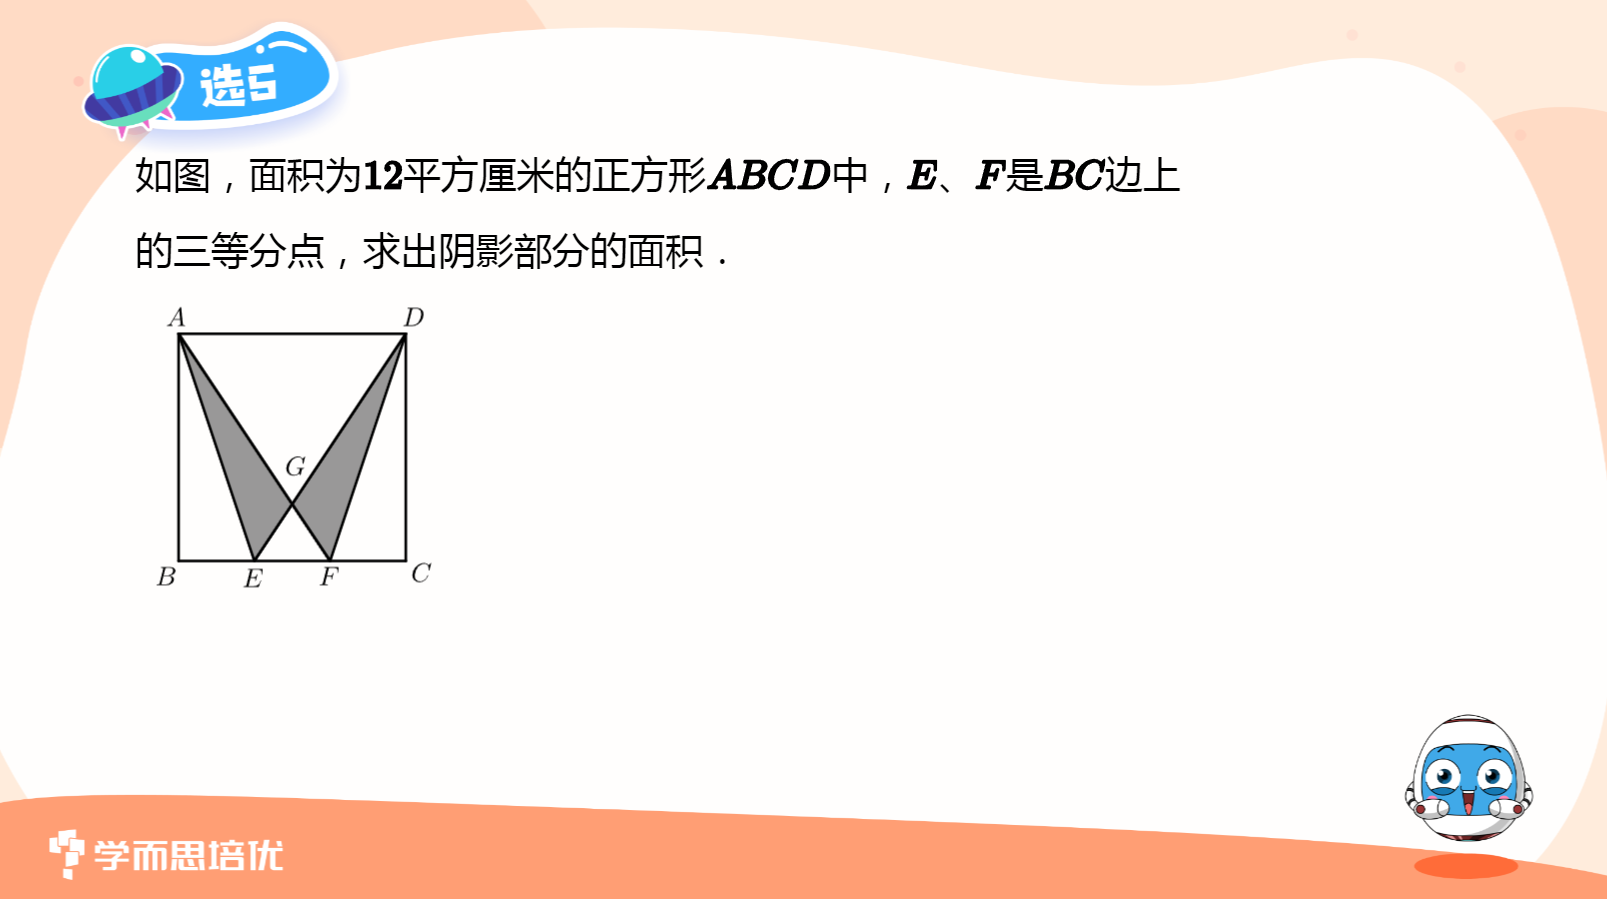 选5
如图，面积为12平方厘米的正方形ABCD中，E、F是BC边上
的三等分点，求出阴影部分的面积．
A D
G
B E F C
学而思培优